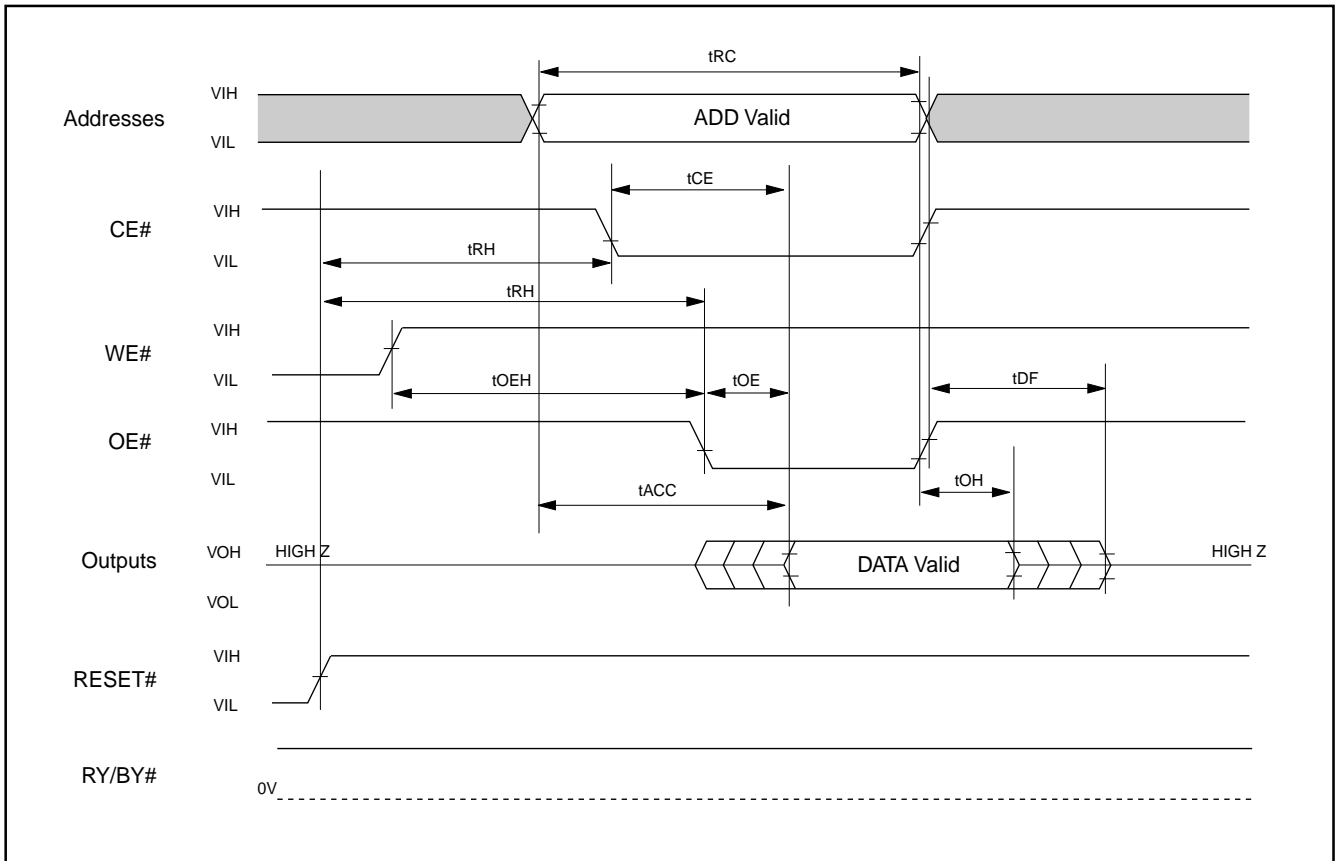 tRC
VIH
Addresses
ADD Valid
VIL
tCE
VIH
CE#
VIL
tRH
tRH
VIH
WE#
VIL
tOEH
tOE
tDF
VIH
OE#
VIL
tACC
tOH
Outputs
VOH
HIGH Z
DATA Valid
HIGH Z
VOL
VIH
RESET#
VIL
RY/BY#
0V